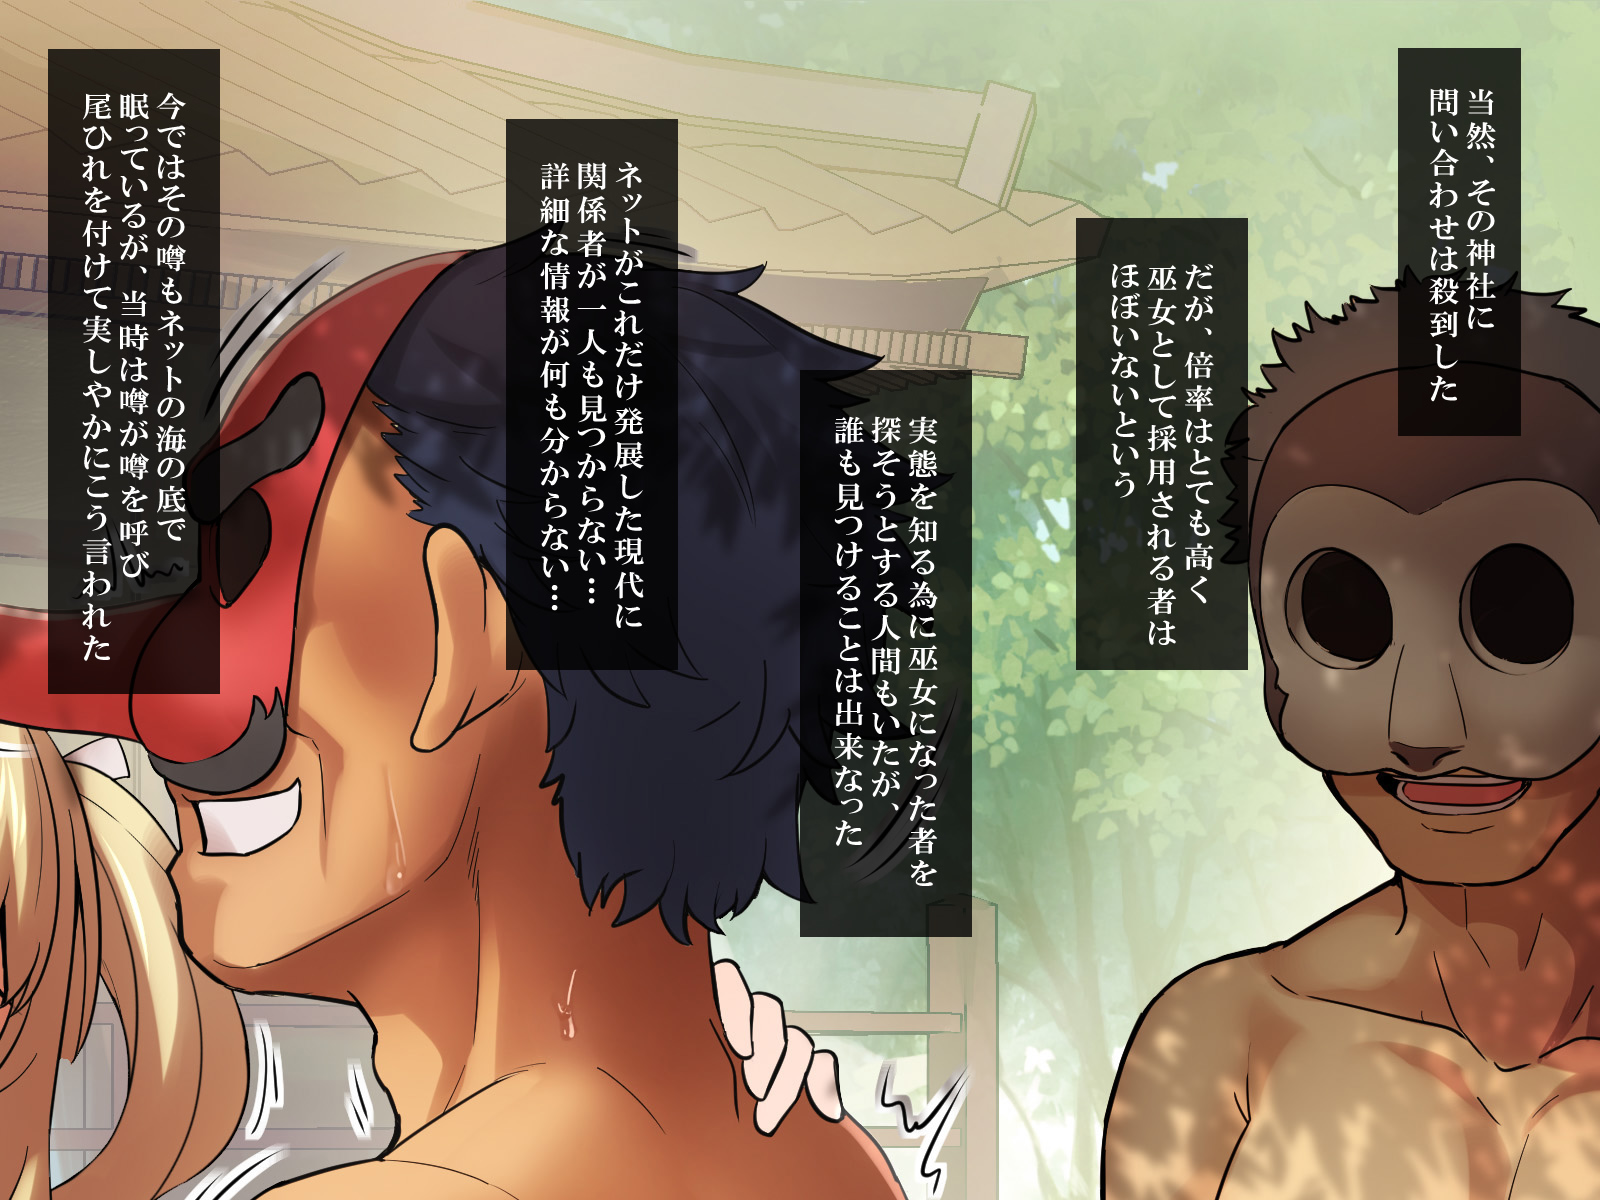 当然、その神社に
問い合わせは殺到した
だが、倍率はとても高く
巫女として採用される者は
ほぼいないという
実態を知る為に巫女になった者を
探そうとする人間もいたが、
誰も見つけることは出来なかった
ネットがこれだけ発展した現代に
関係者が一人も見つからない…
詳細な情報が何も分からない…
今ではその噂もネットの海の底で
眠っているが、当時は噂が噂を呼び
尾ひれを付けて実しやかにこう言われた